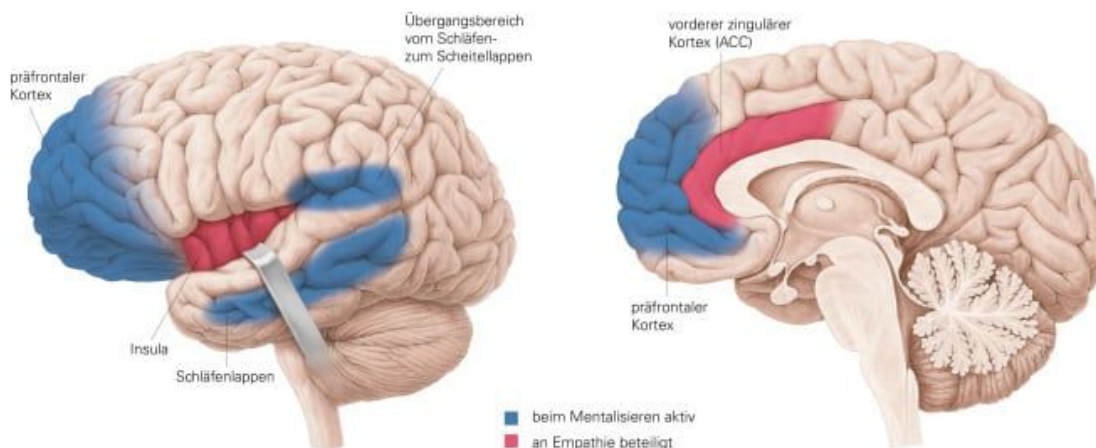 Übergangsbereich
vom Schläfen-
zum Scheitellappen
präfrontaler
Kortex
Insula
Schläfenlappen
vorderer zingulärer
Kortex (ACC)
präfrontaler
Kortex
beim Mentalisieren aktiv
an Empathie beteiligt